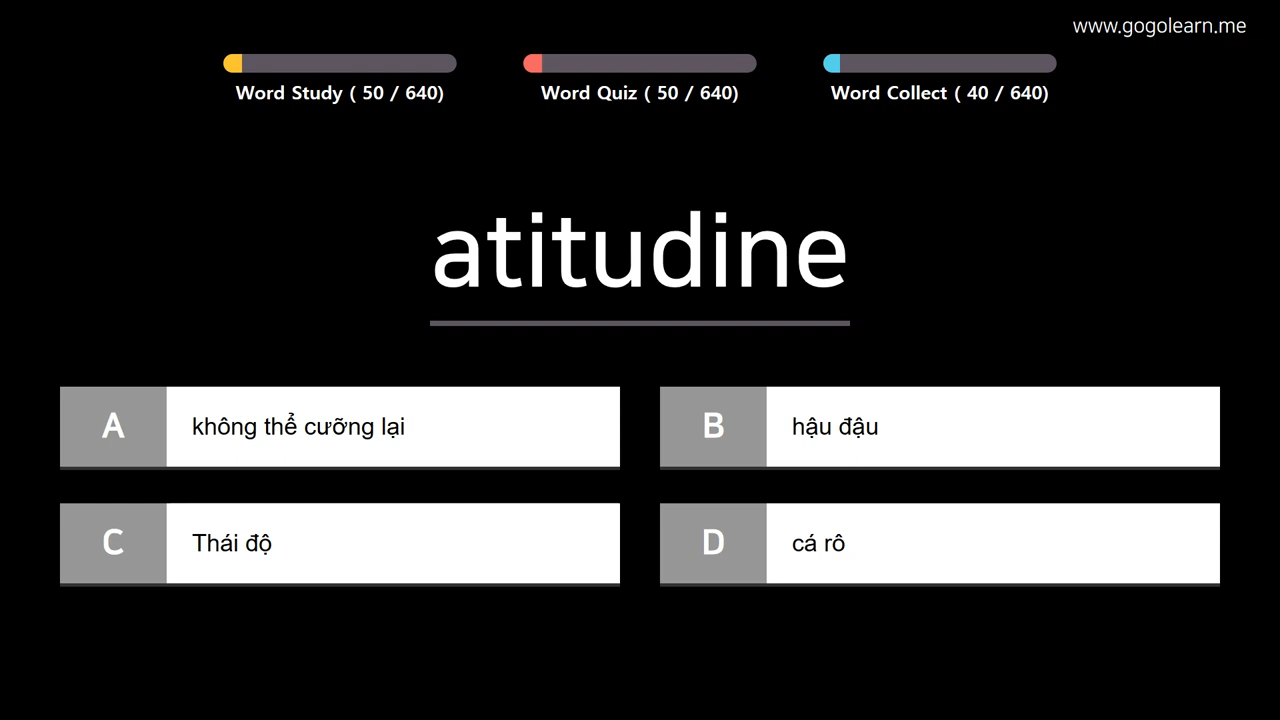 www.gogolearn.me
Word Study ( 50 / 640)
Word Quiz ( 50 / 640)
Word Collect ( 40 / 640)
atitudine
A không thể cưỡng lại
B hậu đậu
C Thái độ
D cá rô